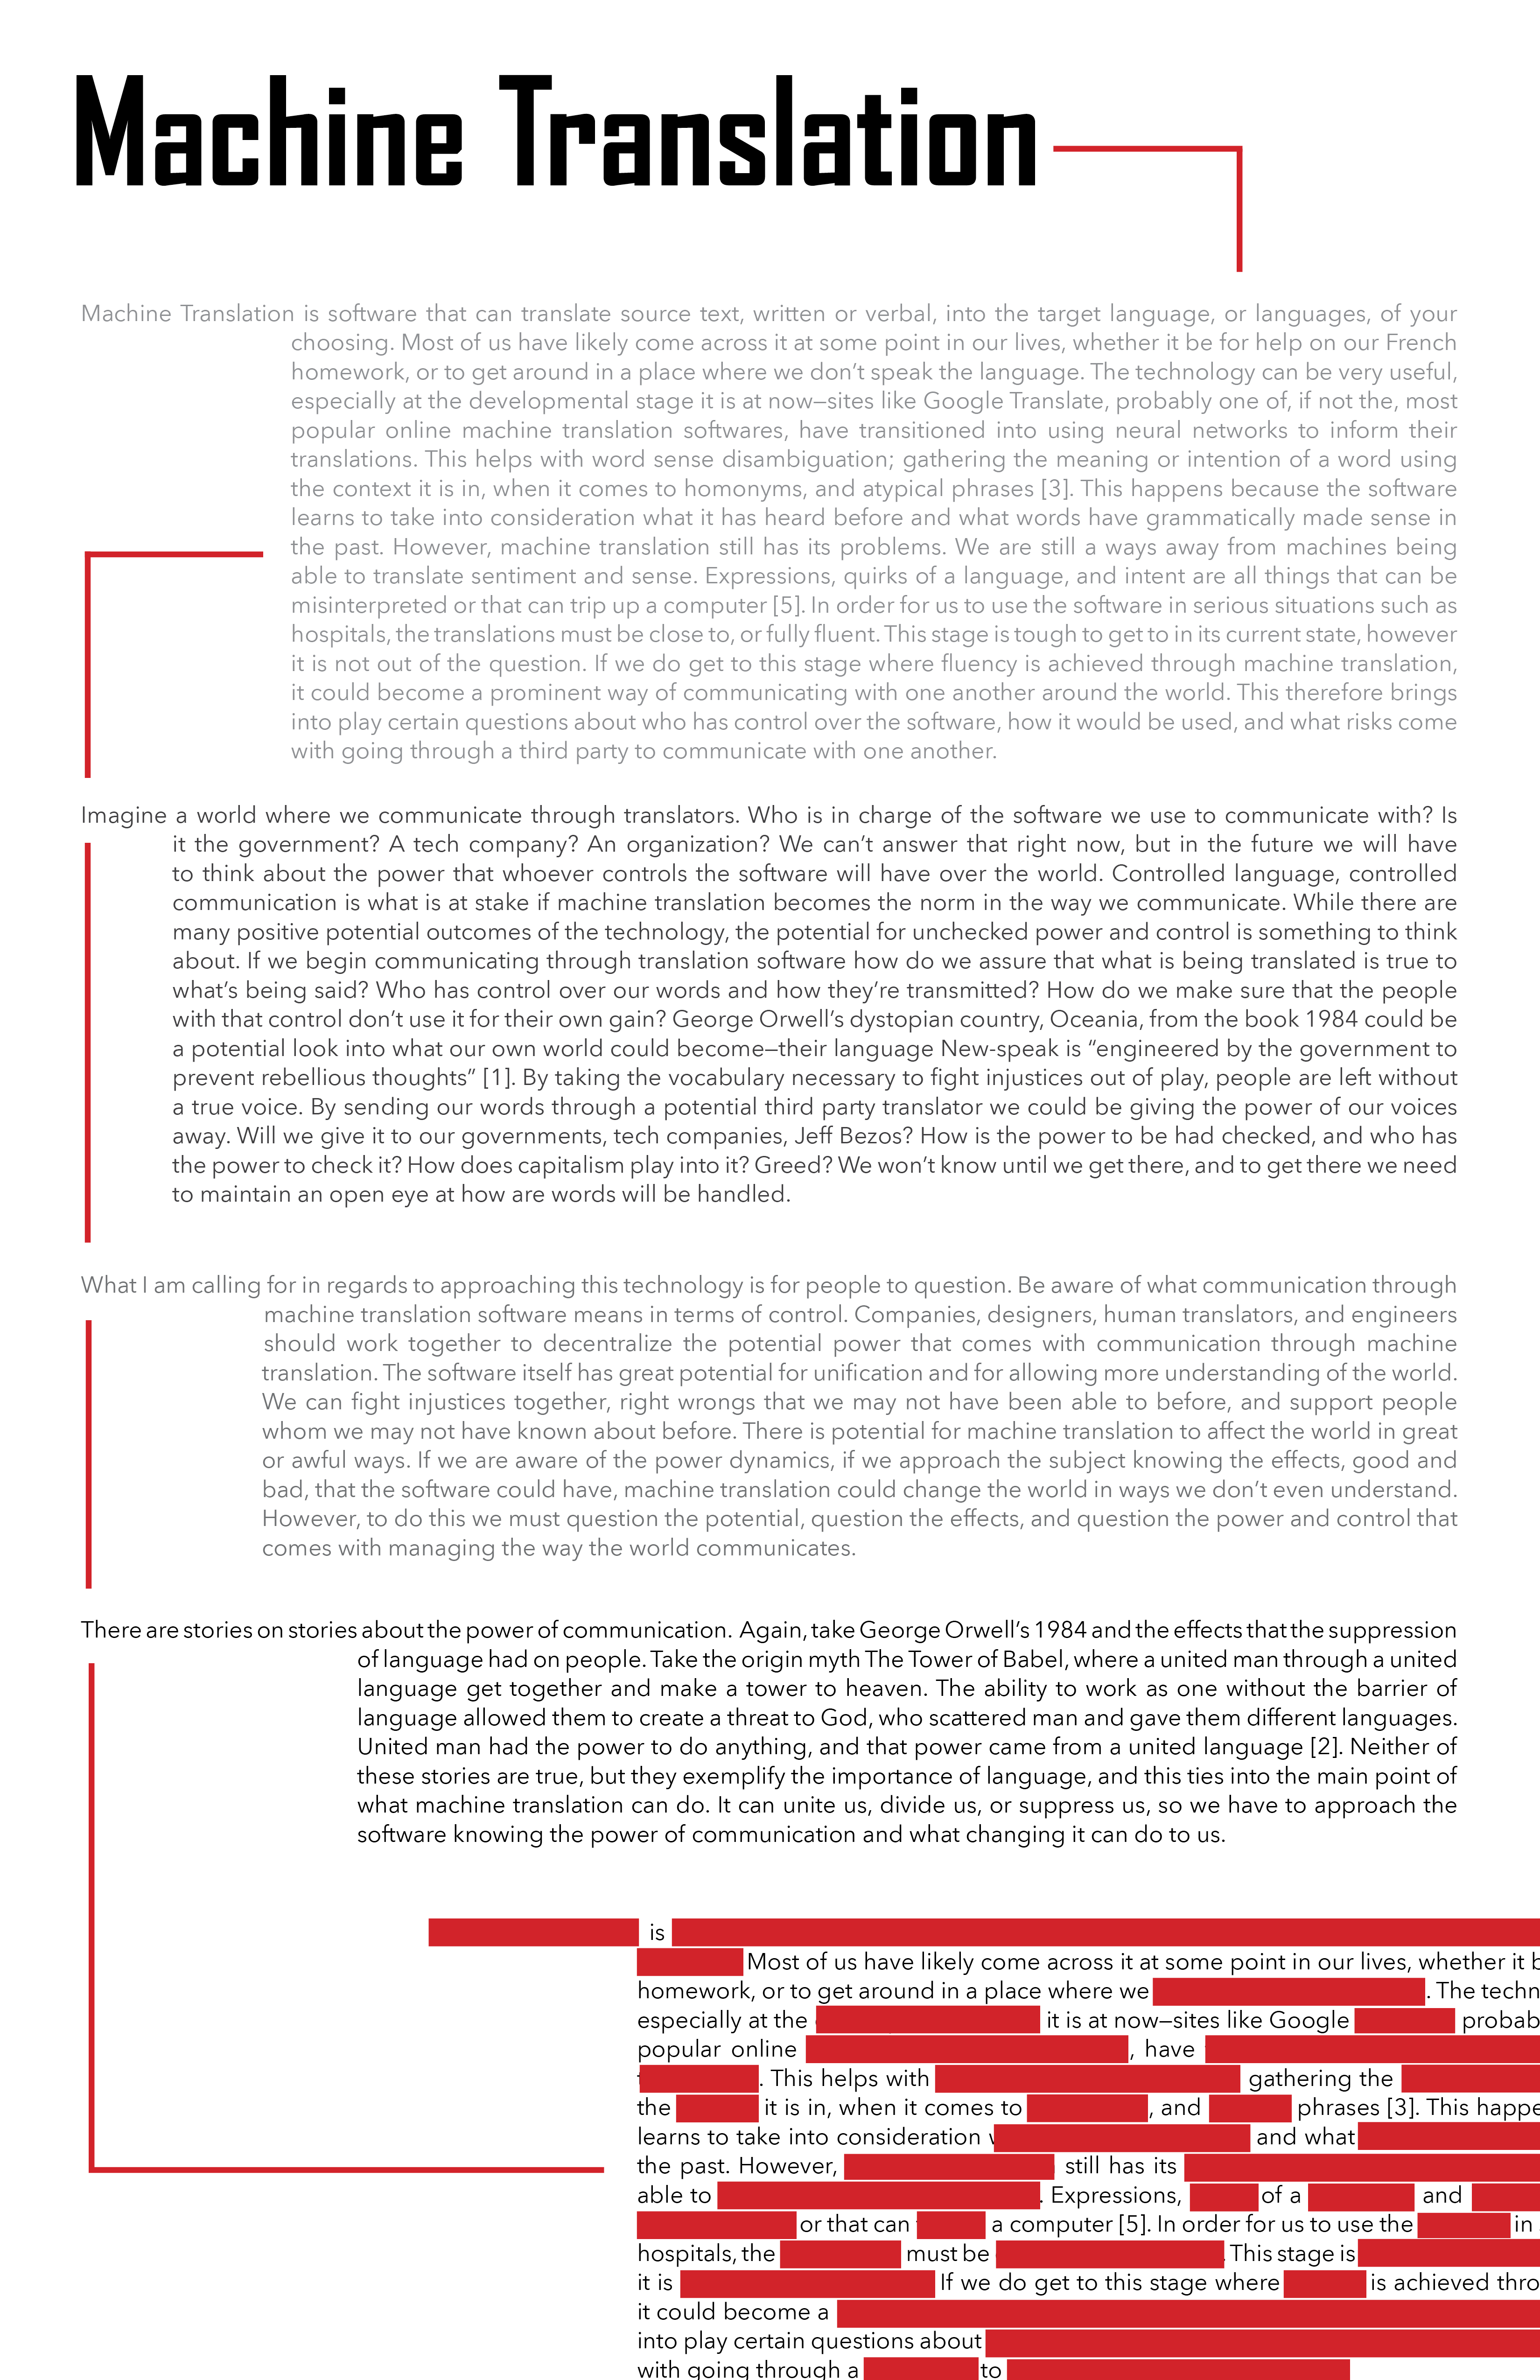 Machine Translation
Machine Translation is software that can translate source text, written or verbal, into the target language, or languages, of your
choosing. Most of us have likely come across it at some point in our lives, whether it be for help on our French
homework, or to get around in a place where we don't speak the language. The technology can be very useful,
especially at the developmental stage it is at now—sites like Google Translate, probably one of, if not the, most
popular online machine translation softwares, have transitioned into using neural networks to inform their
translations. This helps with word sense disambiguation; gathering the meaning or intention of a word using
the context it is in, when it comes to homonyms, and atypical phrases [3]. This happens because the software
learns to take into consideration what it has heard before and what words have grammatically made sense in
the past. However, machine translation still has its problems. We are still a ways away from machines being
able to translate sentiment and sense. Expressions, quirks of a language, and intent are all things that can be
misinterpreted or that can trip up a computer [5]. In order for us to use the software in serious situations such as
hospitals, the translations must be close to, or fully fluent. This stage is tough to get to in its current state, however
it is not out of the question. If we do get to this stage where fluency is achieved through machine translation,
it could become a prominent way of communicating with one another around the world. This therefore brings
into play certain questions about who has control over the software, how it would be used, and what risks come
with going through a third party to communicate with one another.
Imagine a world where we communicate through translators. Who is in charge of the software we use to communicate with? Is
it the government? A tech company? An organization? We can't answer that right now, but in the future we will have
to think about the power that whoever controls the software will have over the world. Controlled language, controlled
communication is what is at stake if machine translation becomes the norm in the way we communicate. While there are
many positive potential outcomes of the technology, the potential for unchecked power and control is something to think
about. If we begin communicating through translation software how do we assure that what is being translated is true to
what's being said? Who has control over our words and how they're transmitted? How do we make sure that the people
with that control don't use it for their own gain? George Orwell's dystopian country, Oceania, from the book 1984 could be
a potential look into what our own world could become—their language New-speak is "engineered by the government to
prevent rebellious thoughts" [1]. By taking the vocabulary necessary to fight injustices out of play, people are left without
a true voice. By sending our words through a potential third party translator we could be giving the power of our voices
away. Will we give it to our governments, tech companies, Jeff Bezos? How is the power to be had checked, and who has
the power to check it? How does capitalism play into it? Greed? We won't know until we get there, and to get there we need
to maintain an open eye at how are words will be handled.
What I am calling for in regards to approaching this technology is for people to question. Be aware of what communication through
machine translation software means in terms of control. Companies, designers, human translators, and engineers
should work together to decentralize the potential power that comes with communication through machine
translation. The software itself has great potential for unification and for allowing more understanding of the world.
We can fight injustices together, right wrongs that we may not have been able to before, and support people
whom we may not have known about before. There is potential for machine translation to affect the world in great
or awful ways. If we are aware of the power dynamics, if we approach the subject knowing the effects, good and
bad, that the software could have, machine translation could change the world in ways we don't even understand.
However, to do this we must question the potential, question the effects, and question the power and control that
comes with managing the way the world communicates.
There are stories on stories about the power of communication. Again, take George Orwell's 1984 and the effects that the suppression
of language had on people. Take the origin myth The Tower of Babel, where a united man through a united
language get together and make a tower to heaven. The ability to work as one without the barrier of
language allowed them to create a threat to God, who scattered man and gave them different languages.
United man had the power to do anything, and that power came from a united language [2]. Neither of
these stories are true, but they exemplify the importance of language, and this ties into the main point of
what machine translation can do. It can unite us, divide us, or suppress us, so we have to approach the
software knowing the power of communication and what changing it can do to us.
is
Most of us have likely come across it at some point in our lives, whether it
homework, or to get around in a place where we . The
especially at the it is at now—sites like Google
popular online , have
. This helps with gathering the
the it is in, when it comes to , and phrases [3]. This
learns to take into consideration and what
the past. However, still has its
able to . Expressions, of a and
or that can a computer [5]. In order for us to use the in
hospitals, the must be . This stage is
it is If we do get to this stage where is achieved
it could become a
into play certain questions about
with going through a to